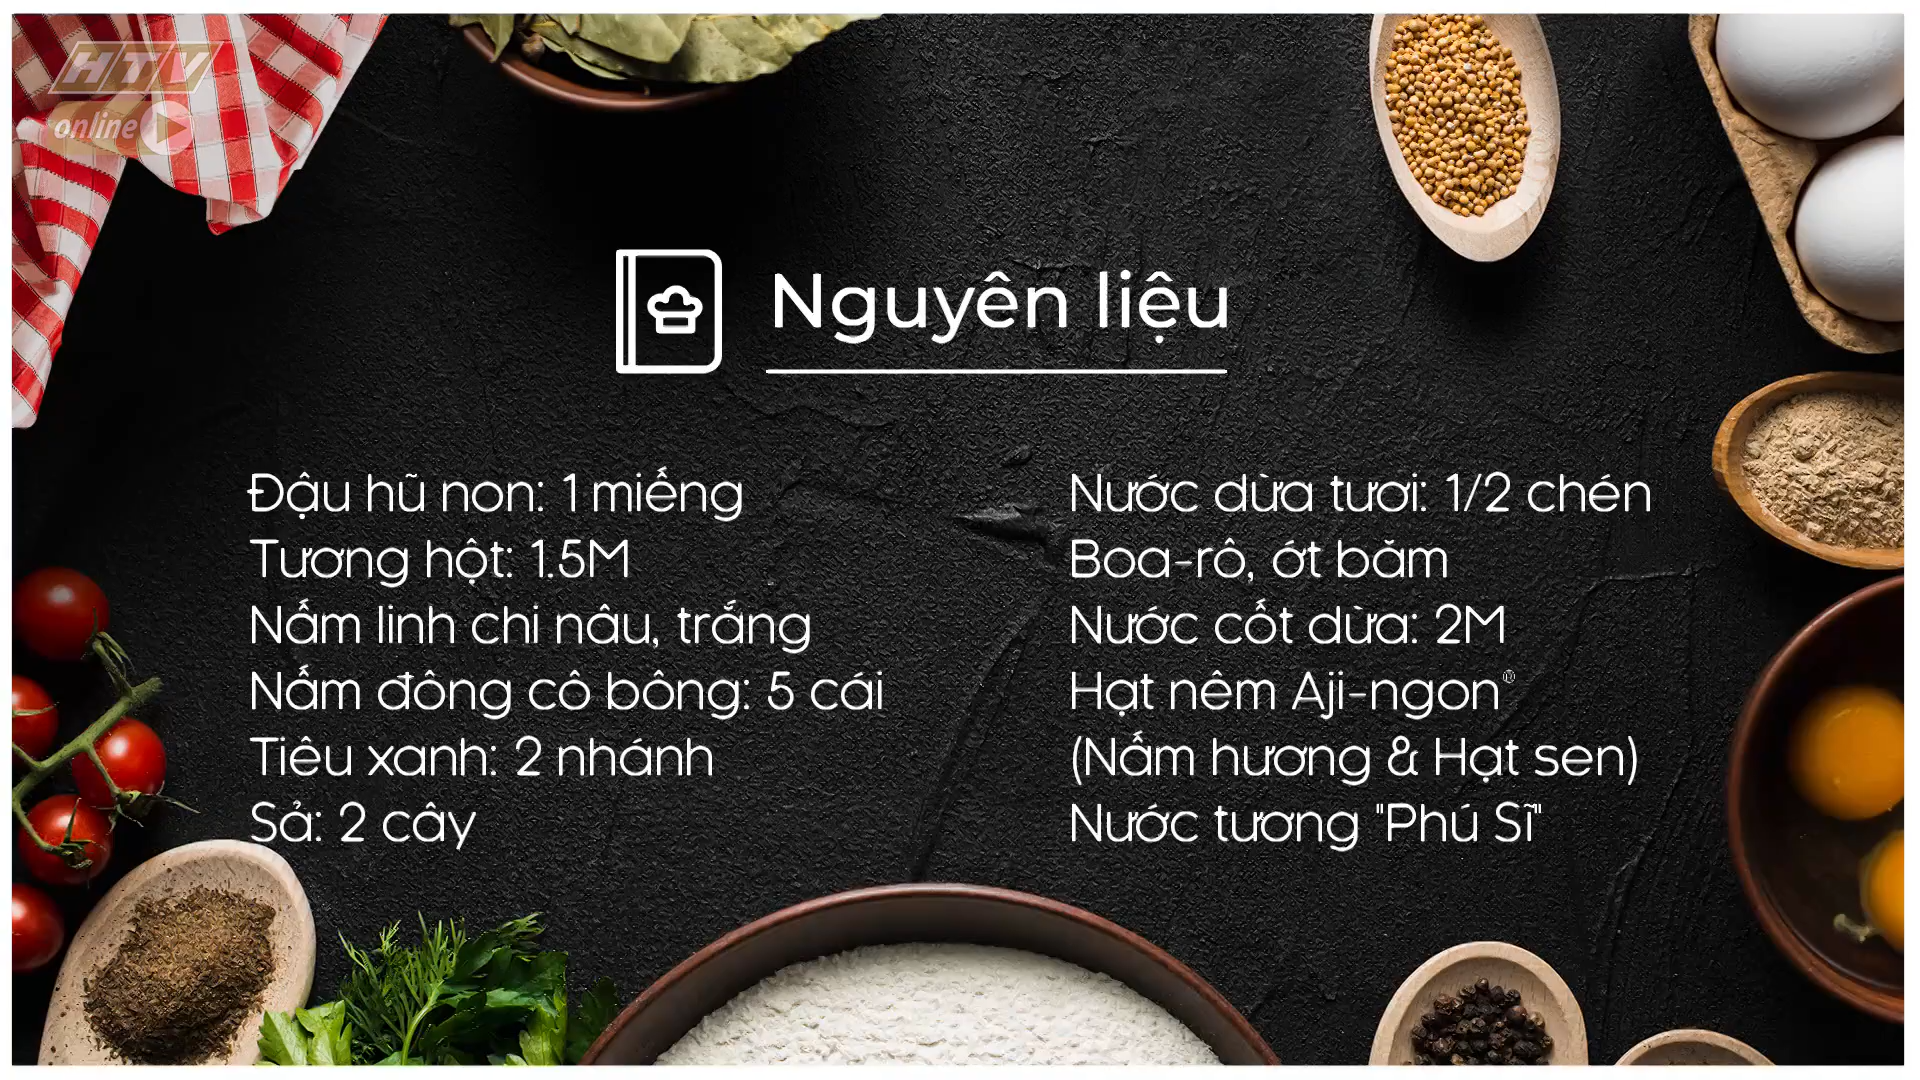 HTV
online
Nguyên liệu
Đậu hũ non: 1 miếng
Tương hột: 1.5M
Nấm linh chi nâu, trắng
Nấm đông cô bông: 5 cái
Tiêu xanh: 2 nhánh
Sả: 2 cây
Nước dừa tươi: 1/2 chén
Boa-rô, ớt băm
Nước cốt dừa: 2M
Hạt nêm Aji-ngon®
(Nấm hương & Hạt sen)
Nước tương "Phú Sĩ"